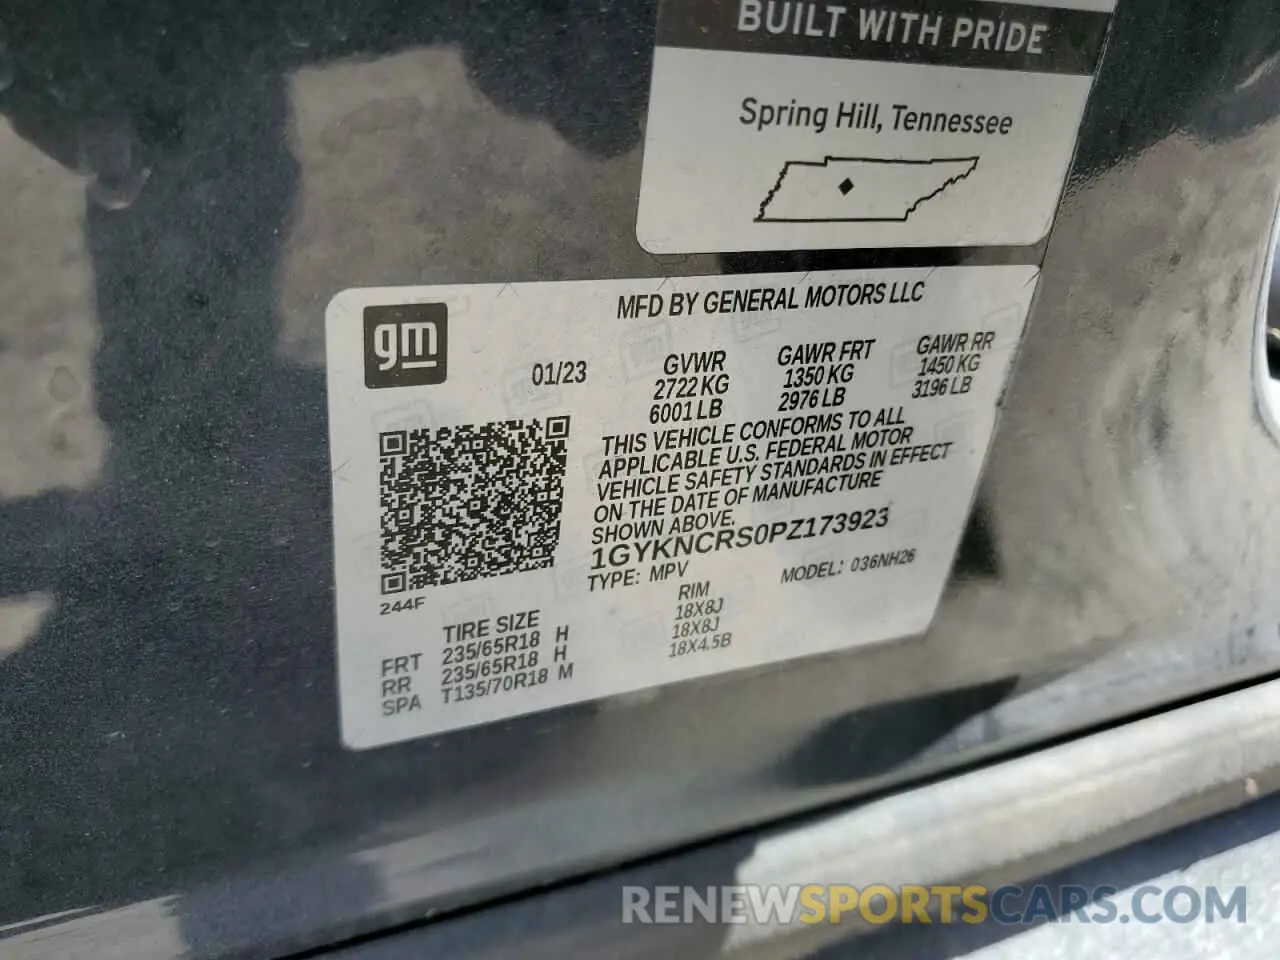 BUILT WITH PRIDE
Spring Hill, Tennessee
gm
MFD BY GENERAL MOTORS LLC
01/23
GVWR GAWR FRT GAWR RR
2722 KG 1350 KG 1450 KG
6001 LB 2976 LB 3196 LB
THIS VEHICLE CONFORMS TO ALL
APPLICABLE U.S. FEDERAL MOTOR
VEHICLE SAFETY STANDARDS IN EFFECT
ON THE DATE OF MANUFACTURE
SHOWN ABOVE.
1GYKNCRS0PZ173923
TYPE: MPV MODEL: 036NH26
244F
TIRE SIZE RIM
FRT 235/65R18 H 18X8J
RR 235/65R18 H 18X8J
SPA T135/70R18 M 18X4.5B
RENEWSPORTSCARS.COM